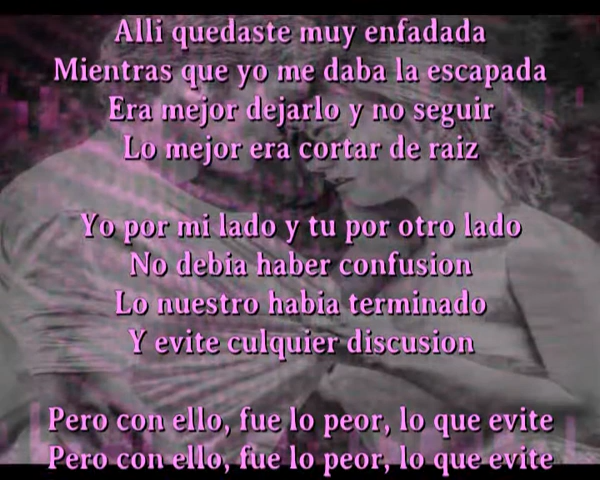 Alli quedaste muy enfadada
Mientras que yo me daba la escapada
Era mejor dejarlo y no seguir
Lo mejor era cortar de raiz
Yo por mi lado y tu por otro lado
No debia haber confusion
Lo nuestro habia terminado
Y evite culquier discusion
Pero con ello, fue lo peor, lo que evite
Pero con ello, fue lo peor, lo que evite